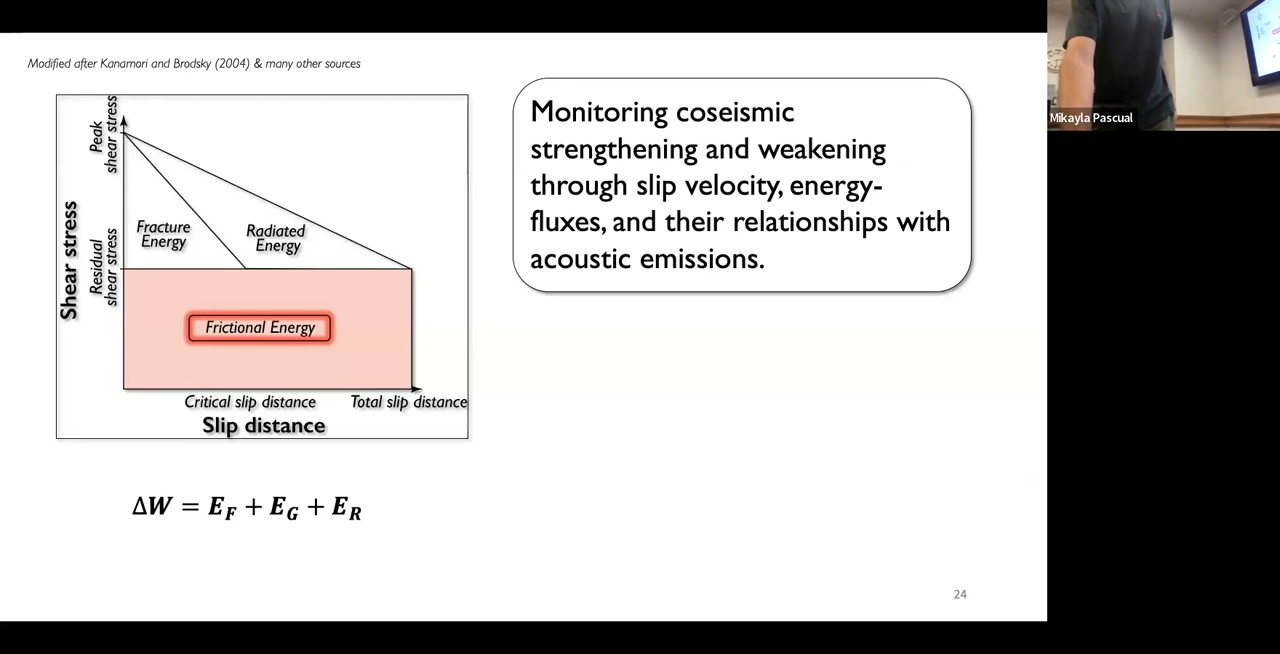 Modified after Kanamori and Brodsky (2004) & many other sources
Peak
shear stress
Shear stress
Residual
shear stress
Fracture
Energy
Radiated
Energy
Frictional Energy
Critical slip distance
Total slip distance
Slip distance
ΔW = E_F + E_G + E_R
Monitoring coseismic
strengthening and weakening
through slip velocity, energy-
fluxes, and their relationships with
acoustic emissions.
24
Mikayla Pascual